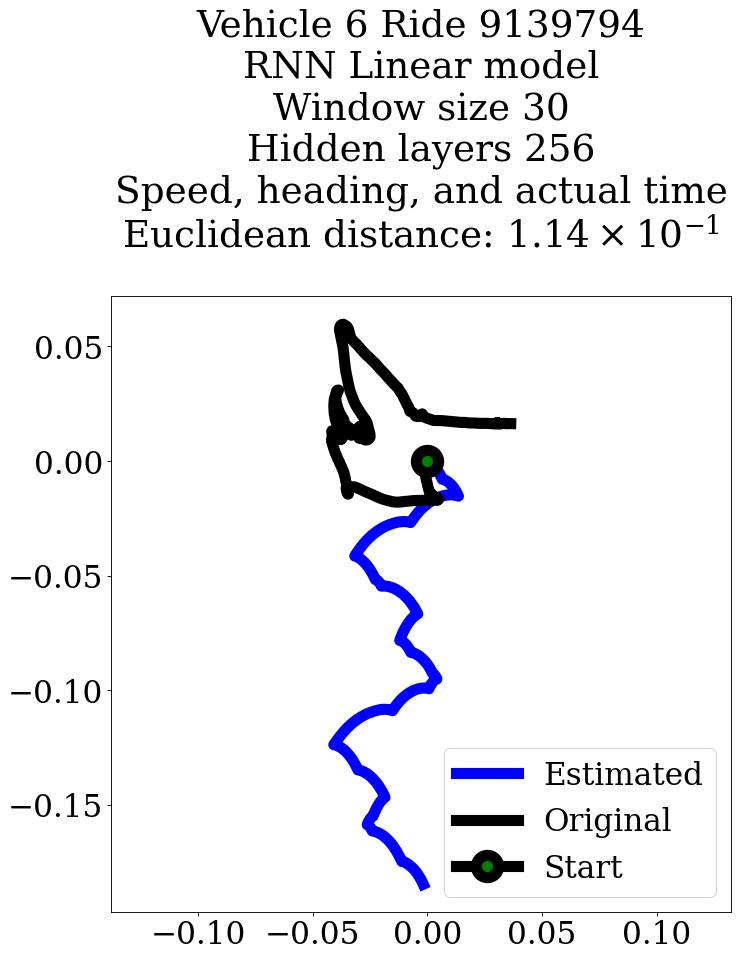 Vehicle 6 Ride 9139794
RNN Linear model
Window size 30
Hidden layers 256
Speed, heading, and actual time
Euclidean distance: 1.14 × 10⁻¹
0.05
0.00
−0.05
−0.10
−0.15
Estimated
Original
Start
−0.10 −0.05 0.00 0.05 0.10